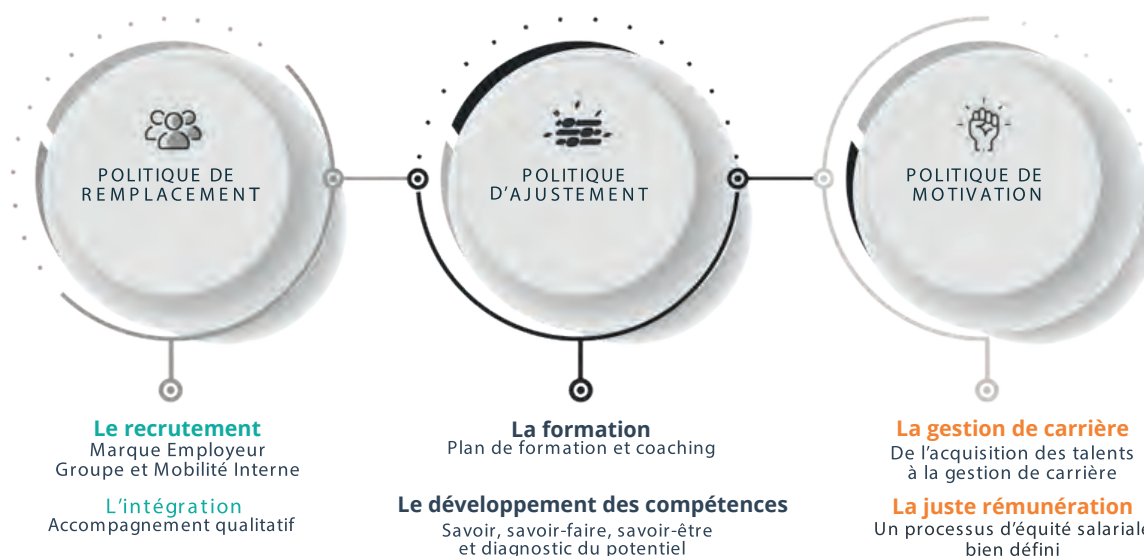 POLITIQUE DE
REMPLACEMENT
Le recrutement
Marque Employeur
Groupe et Mobilité Interne
L'intégration
Accompagnement qualitatif
POLITIQUE
D'AJUSTEMENT
La formation
Plan de formation et coaching
Le développement des compétences
Savoir, savoir-faire, savoir-être
et diagnostic du potentiel
POLITIQUE DE
MOTIVATION
La gestion de carrière
De l'acquisition des talents
à la gestion de carrière
La juste rémunération
Un processus d'équité salariale
bien défini